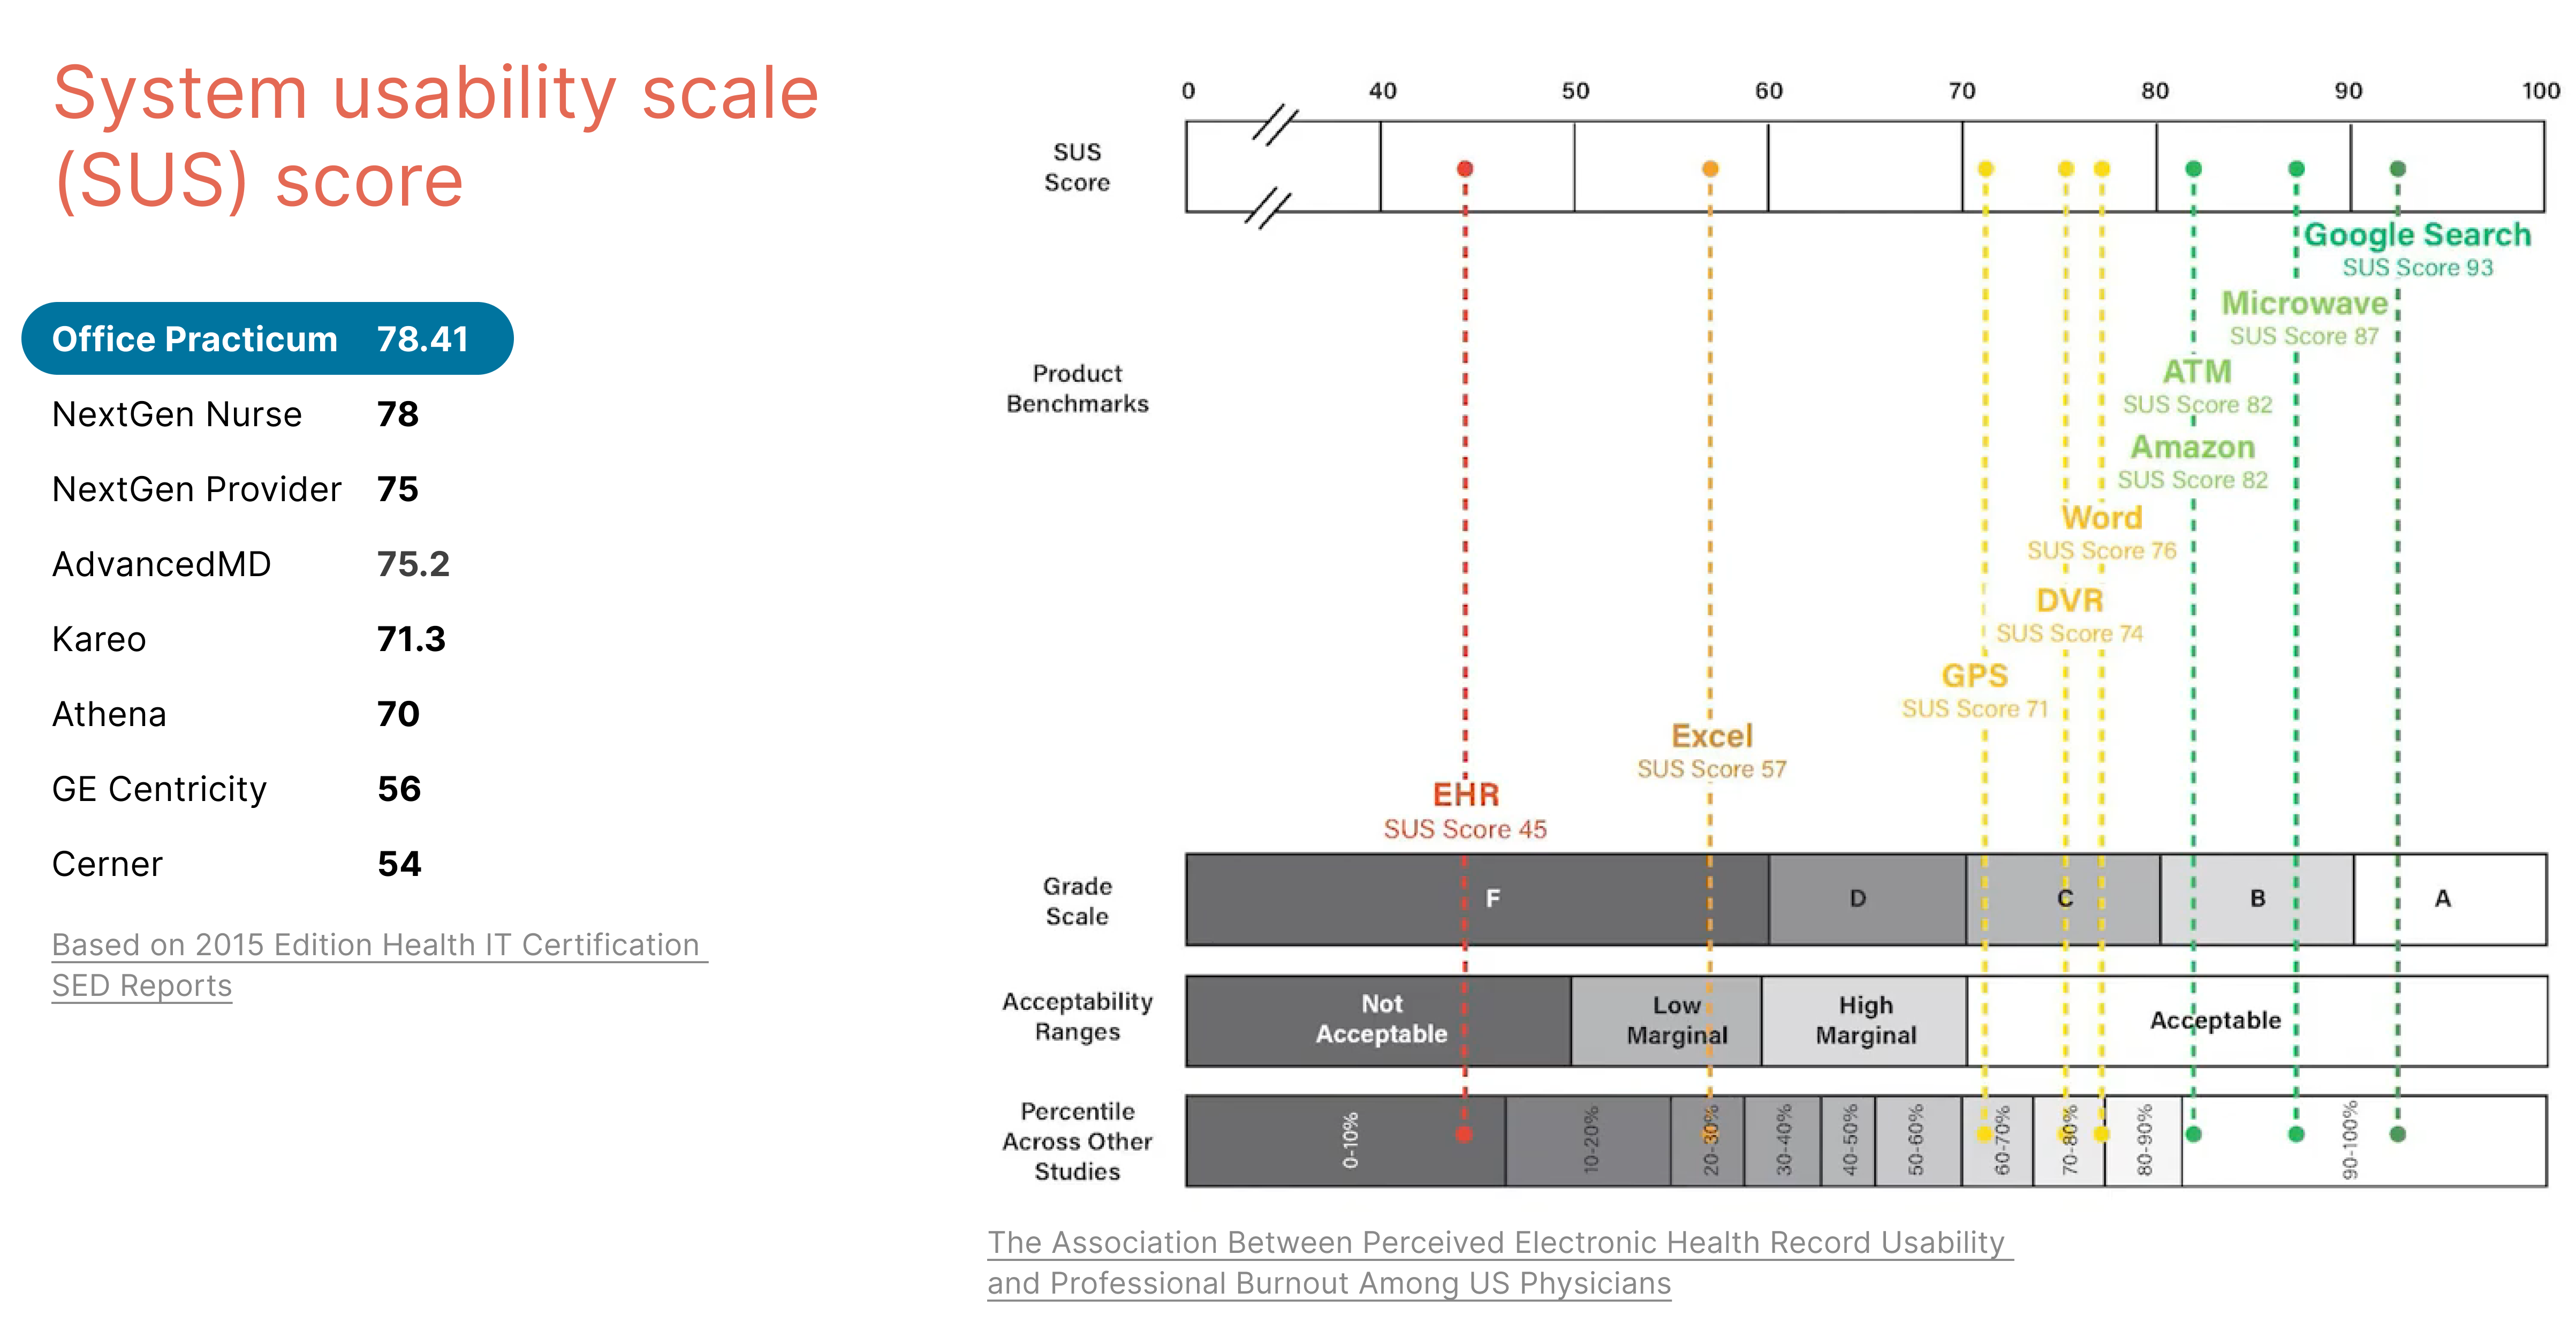 System usability scale
(SUS) score
Office Practicum 78.41
NextGen Nurse 78
NextGen Provider 75
AdvancedMD 75.2
Kareo 71.3
Athena 70
GE Centricity 56
Cerner 54
Based on 2015 Edition Health IT Certification
SED Reports
0 40 50 60 70 80 90 100
SUS
Score
Google Search
SUS Score 93
Microwave
SUS Score 87
Product
Benchmarks
ATM
SUS Score 82
Amazon
SUS Score 82
Word
SUS Score 76
DVR
SUS Score 74
GPS
SUS Score 71
Excel
SUS Score 57
EHR
SUS Score 45
Grade
Scale
F D C B A
Acceptability
Ranges
Not
Acceptable
Low
Marginal
High
Marginal
Acceptable
Percentile
Across Other
Studies
0-10% 10-20% 20-30% 30-40% 40-50% 50-60% 60-70% 70-80% 80-90% 90-100%
The Association Between Perceived Electronic Health Record Usability
and Professional Burnout Among US Physicians